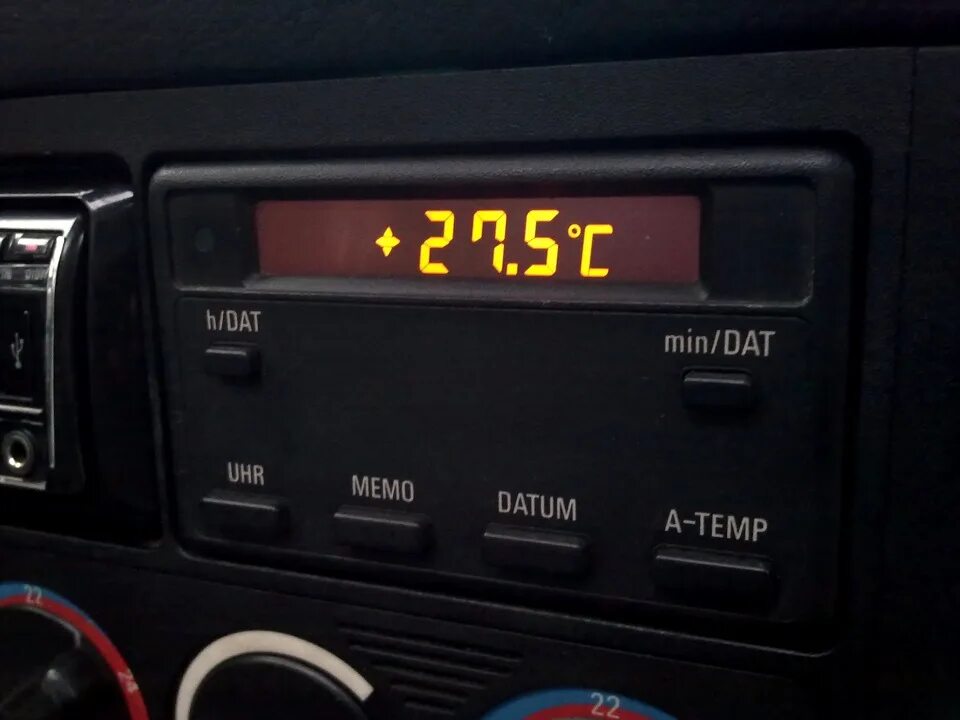 +27.5°C
h/DAT
min/DAT
UHR
MEMO
DATUM
A-TEMP
22
22